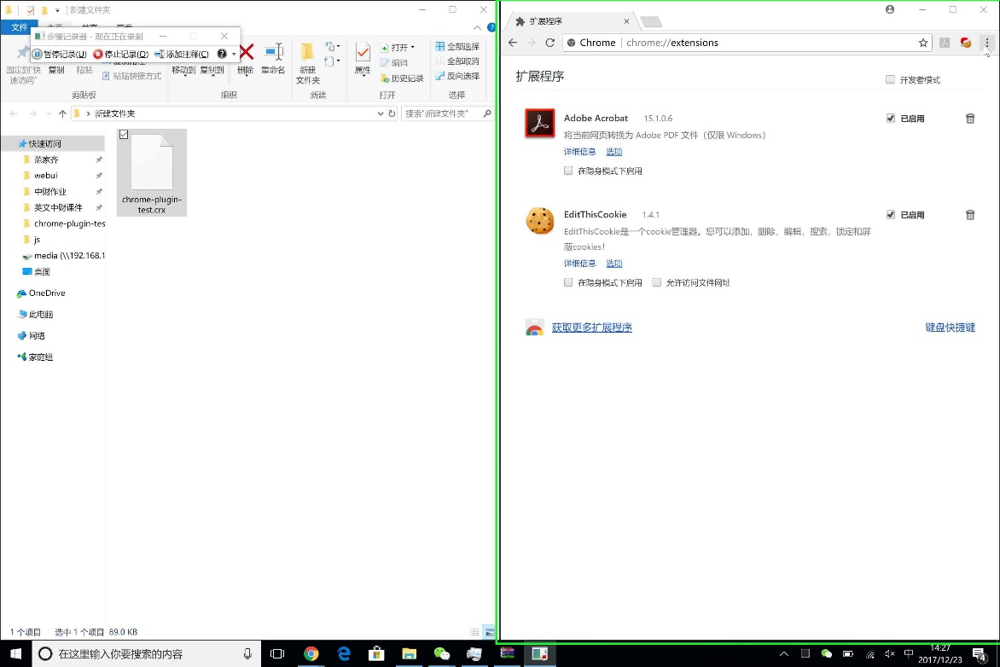 新建文件夹
文件
步骤记录器 - 现在正在录制
暂停记录(U)
停止记录(O)
添加注释(C)
固定到"快
速访问"
复制
粘贴
粘贴快捷方式
移动到
复制到
删除
重命名
新建
文件夹
属性
打开
编辑
历史记录
全部选择
全部取消
反向选择
剪贴板
组织
新建
打开
选择
新建文件夹
搜索"新建文件夹"
快速访问
范家齐
webui
中财作业
英文中财课件
chrome-plugin-tes
js
media (\\192.168.1
桌面
OneDrive
此电脑
网络
家庭组
chrome-plugin-
test.crx
1 个项目
选中 1 个项目 89.0 KB
扩展程序
Chrome
chrome://extensions
扩展程序
开发者模式
Adobe Acrobat 15.1.0.6
已启用
将当前网页转换为 Adobe PDF 文件（仅限 Windows）
详细信息 选项
在隐身模式下启用
EditThisCookie 1.4.1
已启用
EditThisCookie是一个cookie管理器。您可以添加，删除，编辑，搜索，锁定和屏
蔽cookies！
详细信息 选项
在隐身模式下启用 允许访问文件网址
获取更多扩展程序
键盘快捷键
在这里输入你要搜索的内容
中
14:27
2017/12/23